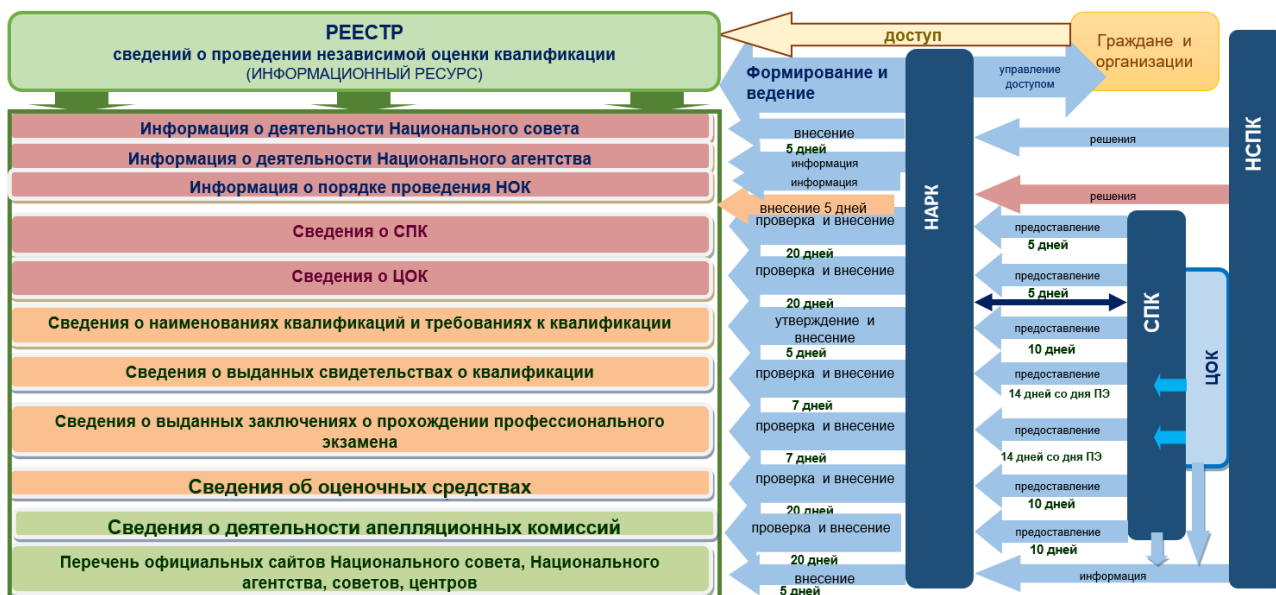 РЕЕСТР
сведений о проведении независимой оценки квалификации
(ИНФОРМАЦИОННЫЙ РЕСУРС)
доступ
Граждане и
организации
Формирование и
ведение
управление
доступом
Информация о деятельности Национального совета
Информация о деятельности Национального агентства
Информация о порядке проведения НОК
Сведения о СПК
Сведения о ЦОК
Сведения о наименованиях квалификаций и требованиях к квалификации
Сведения о выданных свидетельствах о квалификации
Сведения о выданных заключениях о прохождении профессионального
экзамена
Сведения об оценочных средствах
Сведения о деятельности апелляционных комиссий
Перечень официальных сайтов Национального совета, Национального
агентства, советов, центров
внесение
5 дней
информация
информация
внесение 5 дней
проверка и внесение
20 дней
проверка и внесение
20 дней
утверждение и
внесение
5 дней
проверка и внесение
7 дней
проверка и внесение
7 дней
проверка и внесение
20 дней
проверка и внесение
20 дней
внесение
5 дней
НАРК
решения
решения
предоставление
5 дней
предоставление
5 дней
предоставление
10 дней
предоставление
14 дней со дня ПЭ
предоставление
14 дней со дня ПЭ
предоставление
10 дней
предоставление
10 дней
информация
СПК
ЦОК
НСПК